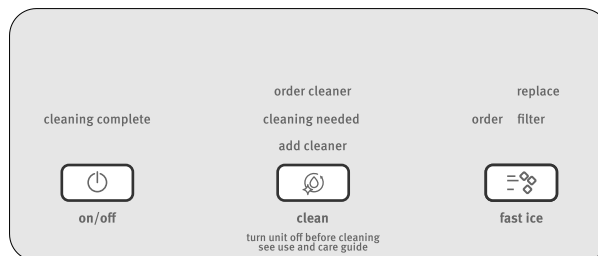 order cleaner
replace
cleaning complete
cleaning needed
order filter
add cleaner
on/off
clean
fast ice
turn unit off before cleaning
see use and care guide